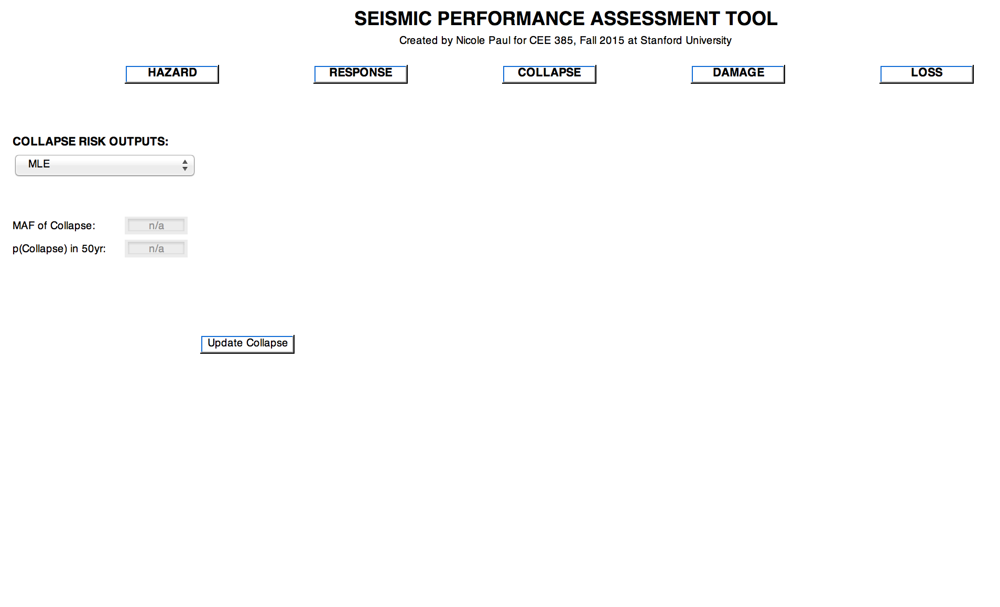 SEISMIC PERFORMANCE ASSESSMENT TOOL
Created by Nicole Paul for CEE 385, Fall 2015 at Stanford University
HAZARD RESPONSE COLLAPSE DAMAGE LOSS
COLLAPSE RISK OUTPUTS:
MLE
MAF of Collapse: n/a
p(Collapse) in 50yr: n/a
Update Collapse